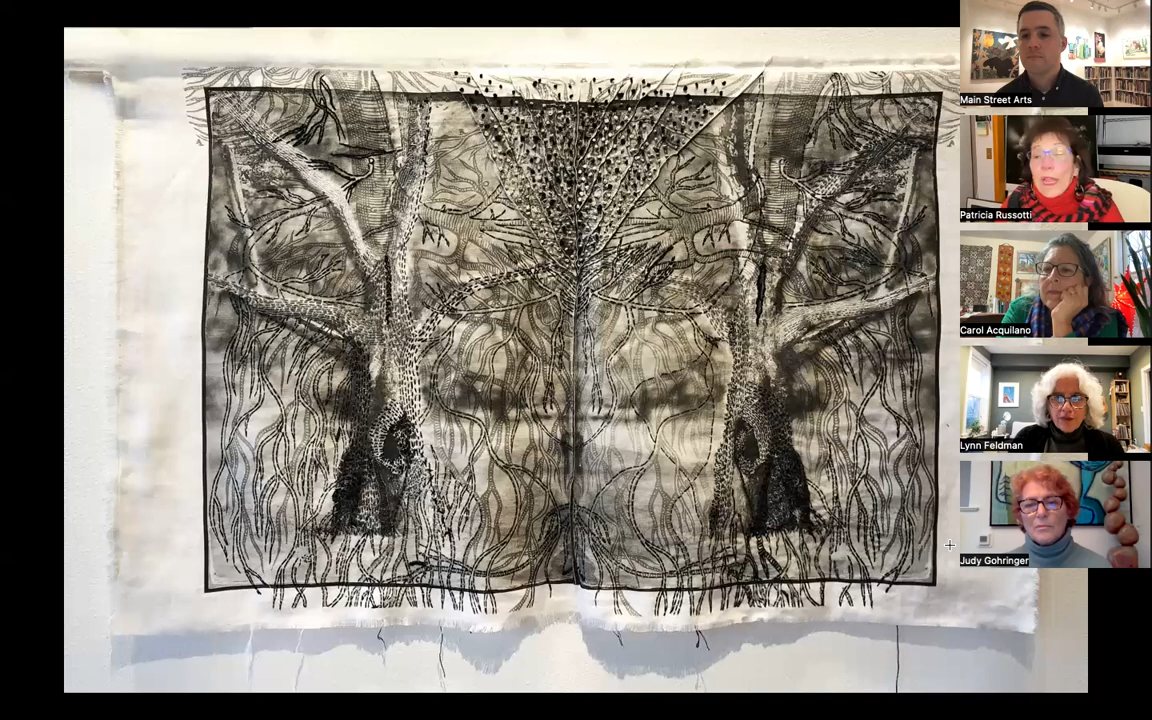 Main Street Arts
Patricia Russotti
Carol Acquilano
Lynn Feldman
Judy Gohringer